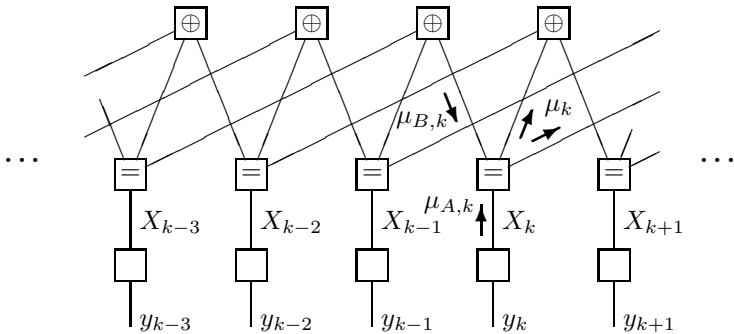 ⊕ ⊕ ⊕ ⊕
μ_{B,k} μ_k
... = = = = = ...
μ_{A,k}
X_{k−3} X_{k−2} X_{k−1} X_k X_{k+1}
y_{k−3} y_{k−2} y_{k−1} y_k y_{k+1}